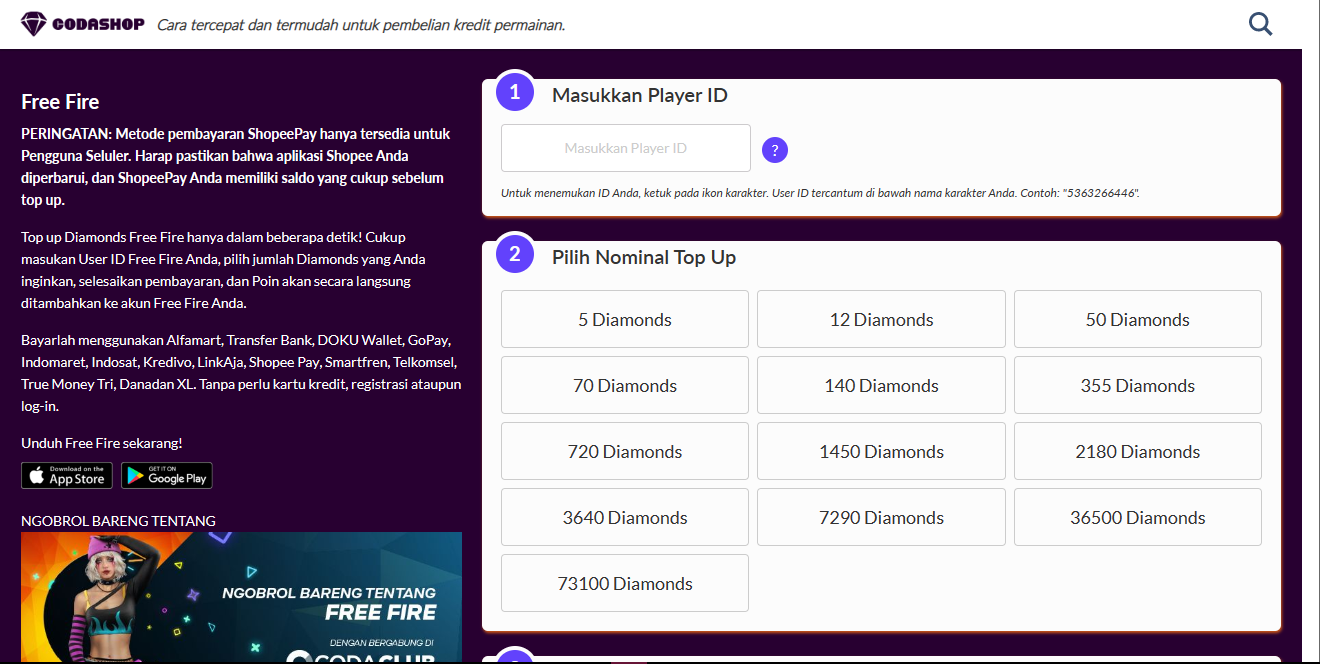 CODASHOP
Cara tercepat dan termudah untuk pembelian kredit permainan.
Free Fire
PERINGATAN: Metode pembayaran ShopeePay hanya tersedia untuk
Pengguna Seluler. Harap pastikan bahwa aplikasi Shopee Anda
diperbarui, dan ShopeePay Anda memiliki saldo yang cukup sebelum
top up.
Top up Diamonds Free Fire hanya dalam beberapa detik! Cukup
masukan User ID Free Fire Anda, pilih jumlah Diamonds yang Anda
inginkan, selesaikan pembayaran, dan Poin akan secara langsung
ditambahkan ke akun Free Fire Anda.
Bayarlah menggunakan Alfamart, Transfer Bank, DOKU Wallet, GoPay,
Indomaret, Indosat, Kredivo, LinkAja, Shopee Pay, Smartfren, Telkomsel,
True Money Tri, Danadan XL. Tanpa perlu kartu kredit, registrasi ataupun
log-in.
Unduh Free Fire sekarang!
Download on the
App Store
GET IT ON
Google Play
NGOBROL BARENG TENTANG
NGOBROL BARENG TENTANG
FREE FIRE
DENGAN BERGABUNG DI
CODACLUB
1
Masukkan Player ID
Masukkan Player ID
?
Untuk menemukan ID Anda, ketuk pada ikon karakter. User ID tercantum di bawah nama karakter Anda. Contoh: "5363266446".
2
Pilih Nominal Top Up
5 Diamonds
12 Diamonds
50 Diamonds
70 Diamonds
140 Diamonds
355 Diamonds
720 Diamonds
1450 Diamonds
2180 Diamonds
3640 Diamonds
7290 Diamonds
36500 Diamonds
73100 Diamonds